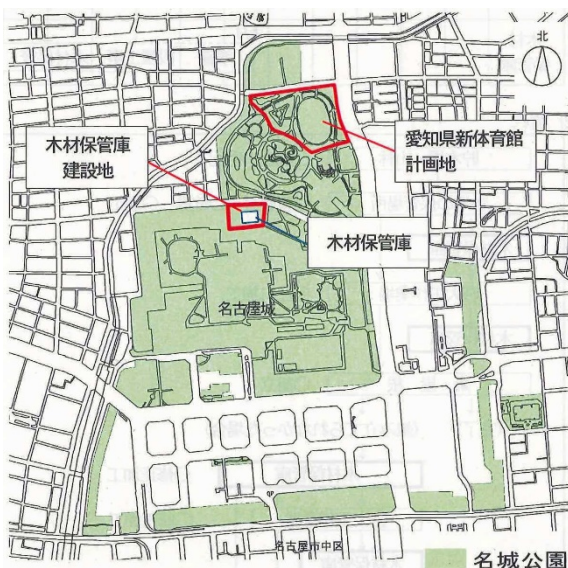 北
木材保管庫
建設地
愛知県新体育館
計画地
木材保管庫
名古屋城
名古屋市中区
名城公園